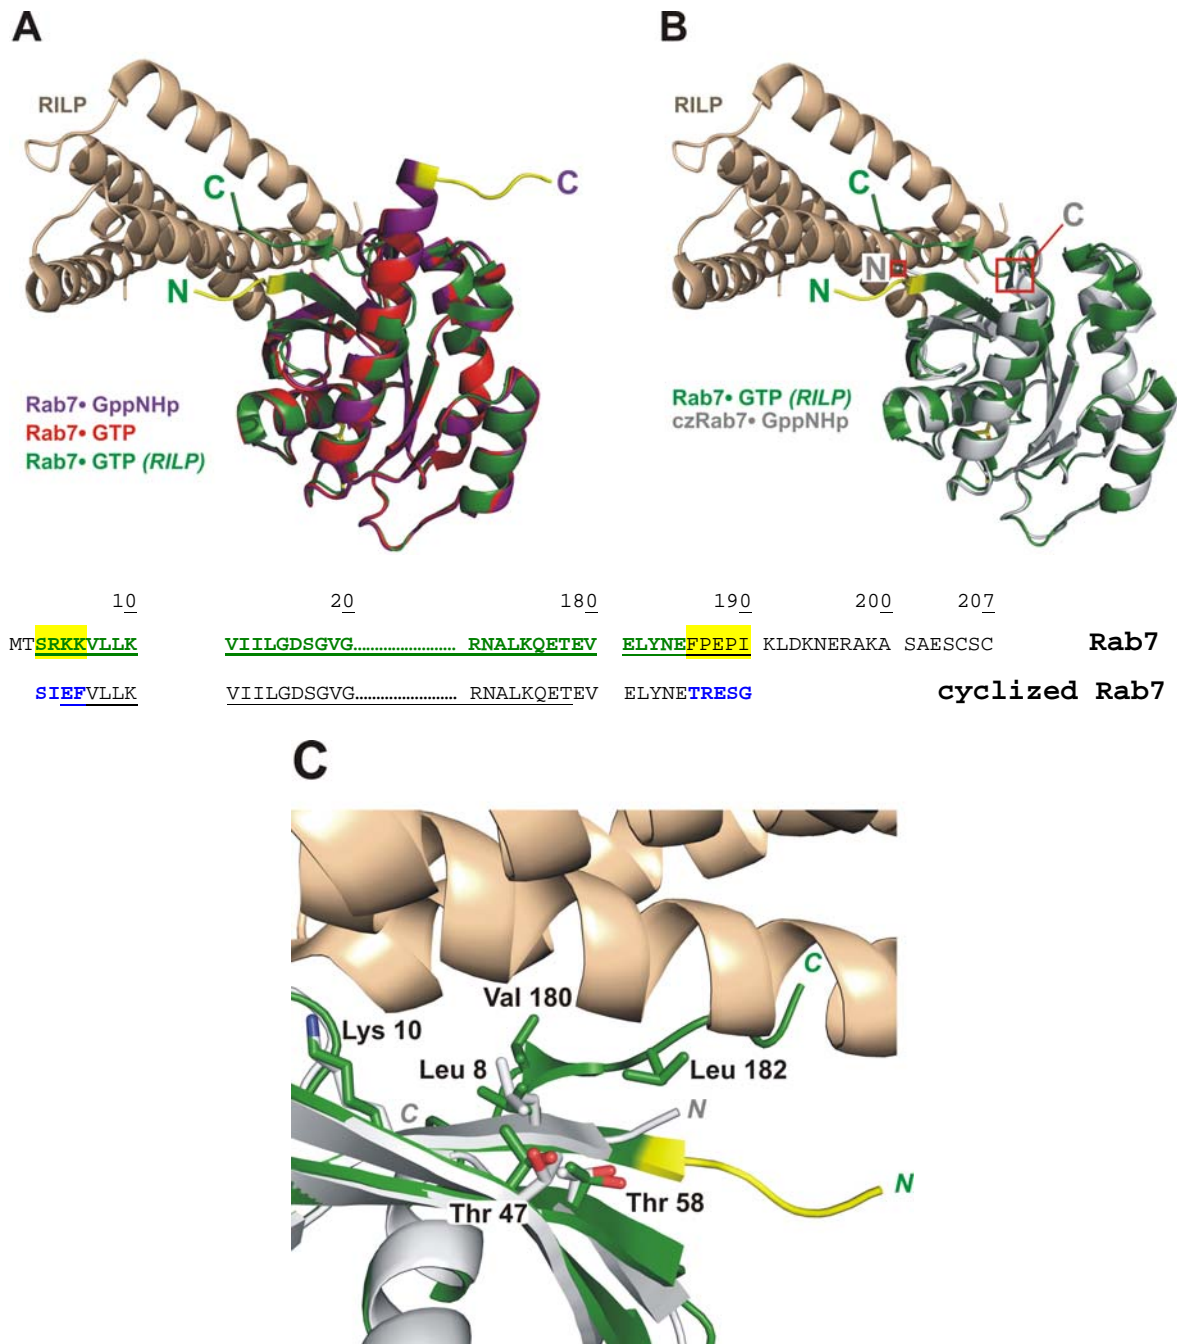 A
B
RILP
C
C
N
Rab7• GppNHp
Rab7• GTP
Rab7• GTP (RILP)
RILP
C
C
N
N
Rab7• GTP (RILP)
czRab7• GppNHp
10 20 180 190 200 207
MTSRKKVLLK VIILGDSGVG....................... RNALKQETEV ELYNEFPEPI KLDKNERAKA SAESCSC Rab7
SIEFVLLK VIILGDSGVG....................... RNALKQETEV ELYNETRESG cyclized Rab7
C
C
Val 180
Lys 10
Leu 8
Leu 182
C
N
N
Thr 58
Thr 47